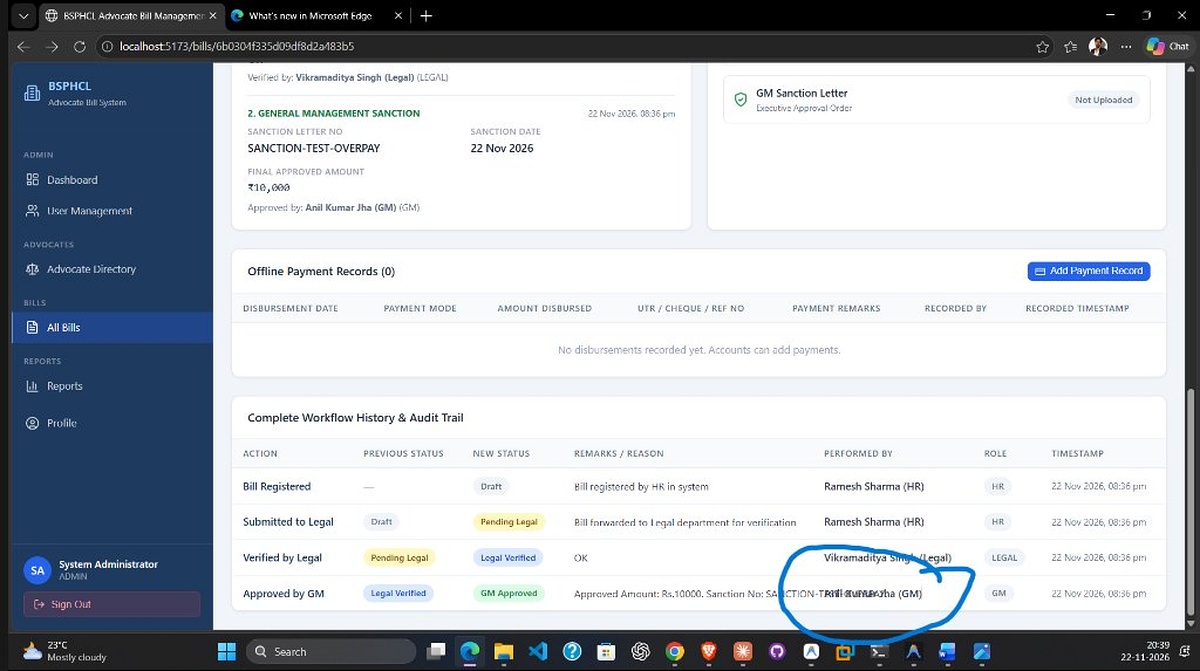 BSPHCL Advocate Bill Managemen
What's new in Microsoft Edge
localhost:5173/bills/6b0304f335d09df8d2a483b5
Chat
BSPHCL
Advocate Bill System
ADMIN
Dashboard
User Management
ADVOCATES
Advocate Directory
BILLS
All Bills
REPORTS
Reports
Profile
SA
System Administrator
ADMIN
Sign Out
Verified by: Vikramaditya Singh (Legal) (LEGAL)
2. GENERAL MANAGEMENT SANCTION
22 Nov 2026, 08:36 pm
SANCTION LETTER NO
SANCTION DATE
SANCTION-TEST-OVERPAY
22 Nov 2026
FINAL APPROVED AMOUNT
₹10,000
Approved by: Anil Kumar Jha (GM) (GM)
GM Sanction Letter
Executive Approval Order
Not Uploaded
Offline Payment Records (0)
Add Payment Record
DISBURSEMENT DATE PAYMENT MODE AMOUNT DISBURSED UTR / CHEQUE / REF NO PAYMENT REMARKS RECORDED BY RECORDED TIMESTAMP
No disbursements recorded yet. Accounts can add payments.
Complete Workflow History & Audit Trail
ACTION PREVIOUS STATUS NEW STATUS REMARKS / REASON PERFORMED BY ROLE TIMESTAMP
Bill Registered — Draft Bill registered by HR in system Ramesh Sharma (HR) HR 22 Nov 2026, 08:36 pm
Submitted to Legal Draft Pending Legal Bill forwarded to Legal department for verification Ramesh Sharma (HR) HR 22 Nov 2026, 08:36 pm
Verified by Legal Pending Legal Legal Verified OK Vikramaditya Singh (Legal) LEGAL 22 Nov 2026, 08:36 pm
Approved by GM Legal Verified GM Approved Approved Amount: Rs.10000. Sanction No: Kumar Jha (GM) GM 22 Nov 2026, 08:36 pm
23°C
Mostly cloudy
Search
20:39
22-11-2026